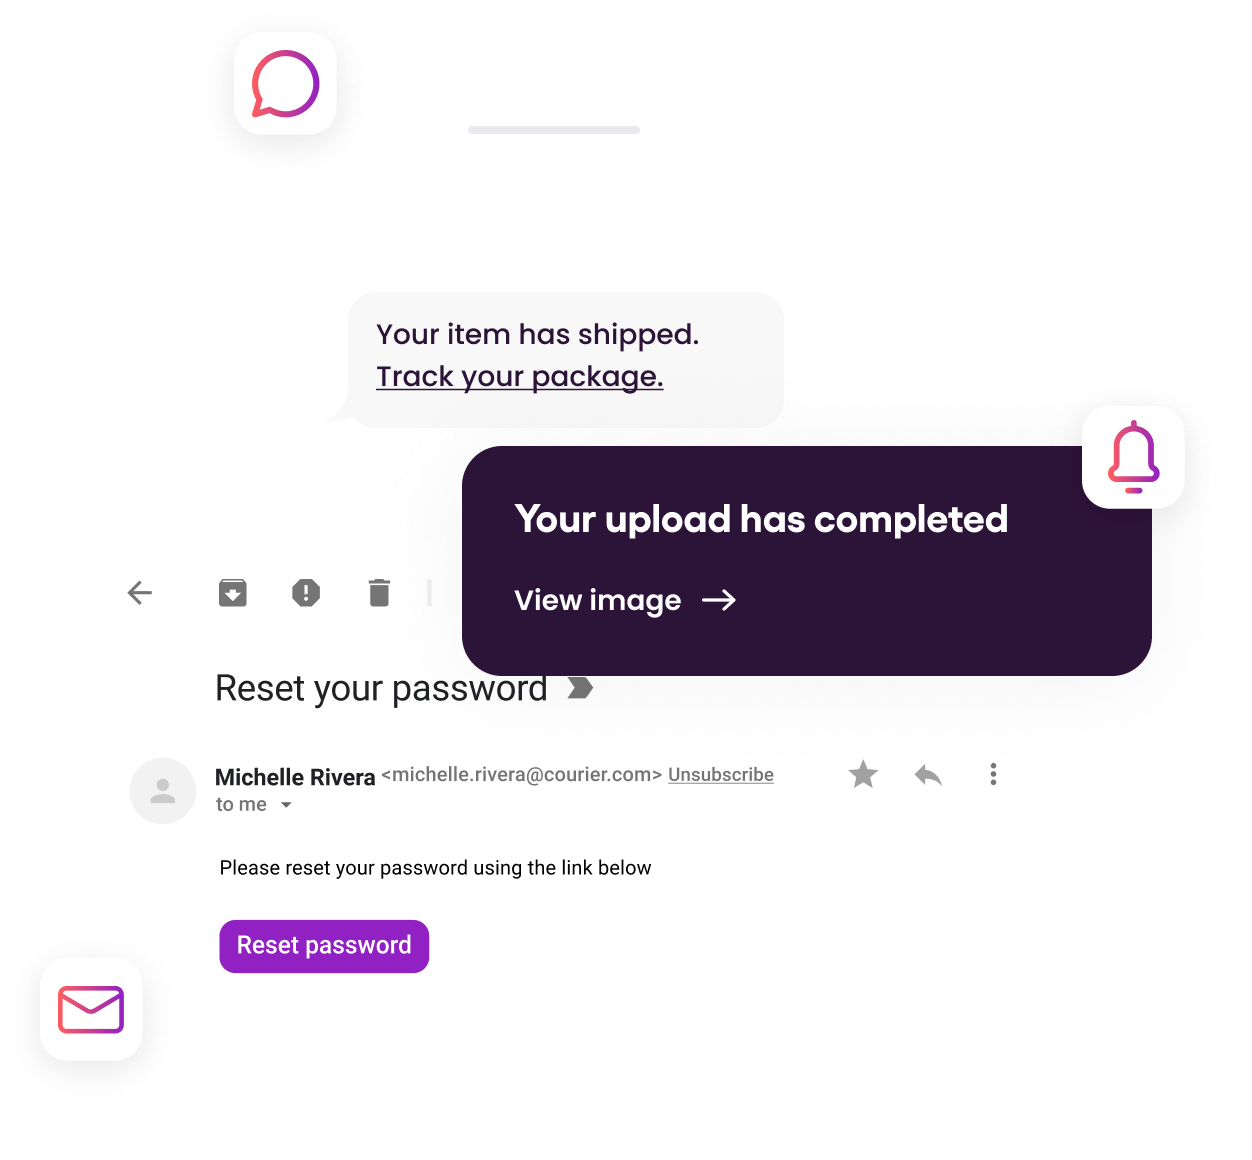 Your item has shipped.
Track your package.
Your upload has completed
View image
Reset your password
Michelle Rivera <michelle.rivera@courier.com> Unsubscribe
to me
Please reset your password using the link below
Reset password